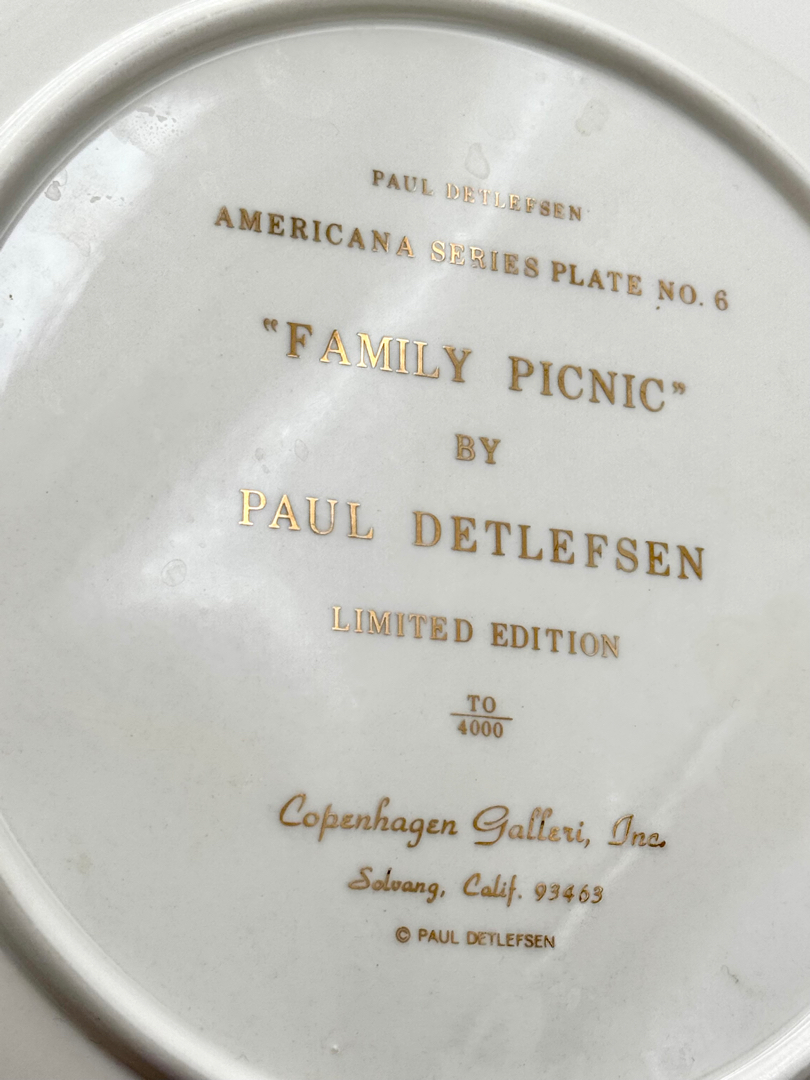 PAUL DETLEFSEN
AMERICANA SERIES PLATE NO. 6
“FAMILY PICNIC”
BY
PAUL DETLEFSEN
LIMITED EDITION
TO
4000
Copenhagen Galleri, Inc.
Solvang, Calif. 93463
© PAUL DETLEFSEN